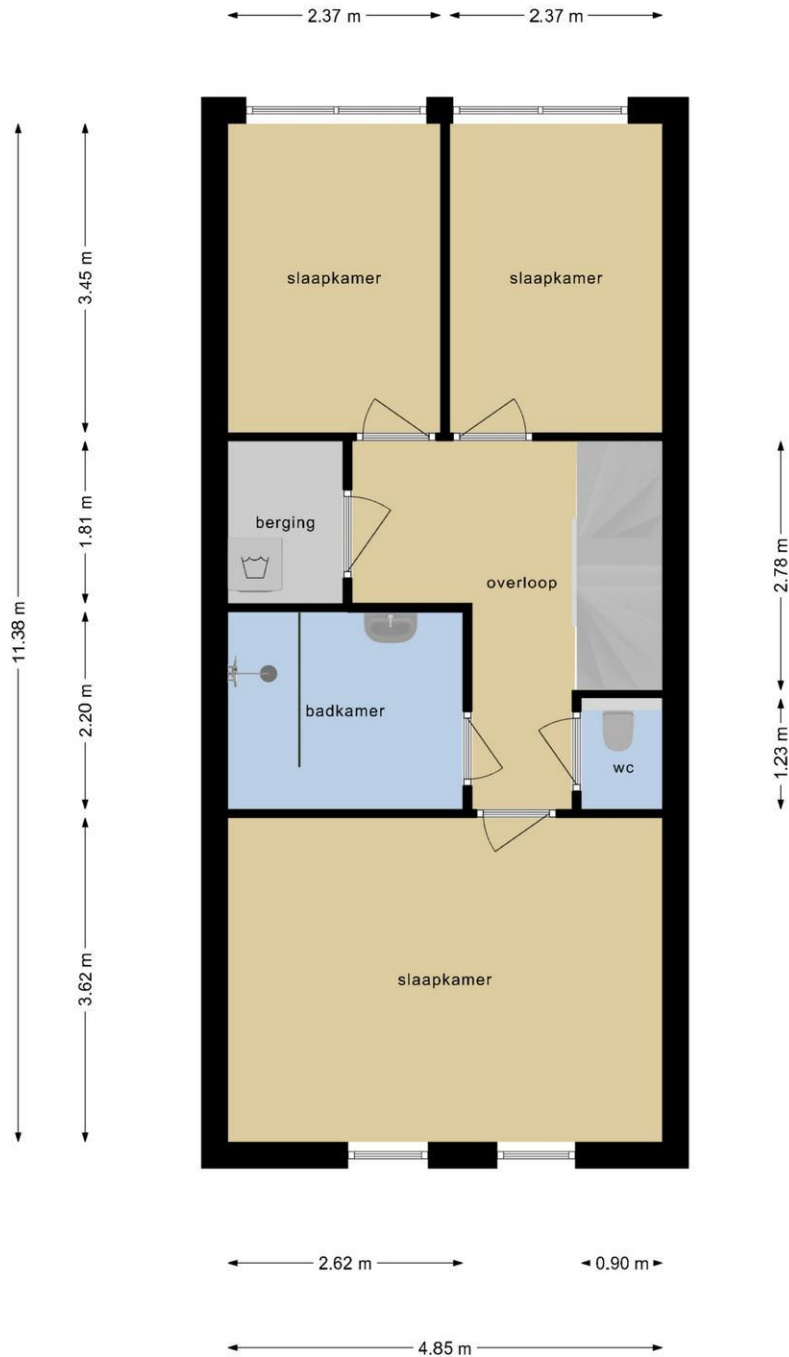 2.37 m
2.37 m
slaapkamer
slaapkamer
3.45 m
berging
1.81 m
overloop
2.78 m
11.38 m
badkamer
2.20 m
wc
1.23 m
slaapkamer
3.62 m
2.62 m
0.90 m
4.85 m